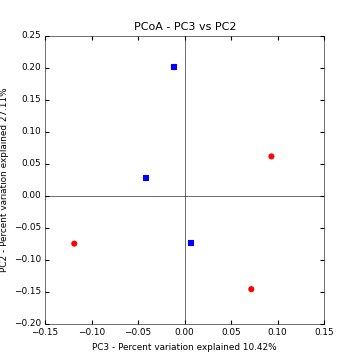 PCoA - PC3 vs PC2
0.25
0.20
0.15
0.10
0.05
0.00
−0.05
−0.10
−0.15
−0.20
PC2 - Percent variation explained 27.11%
−0.15 −0.10 −0.05 0.00 0.05 0.10 0.15
PC3 - Percent variation explained 10.42%